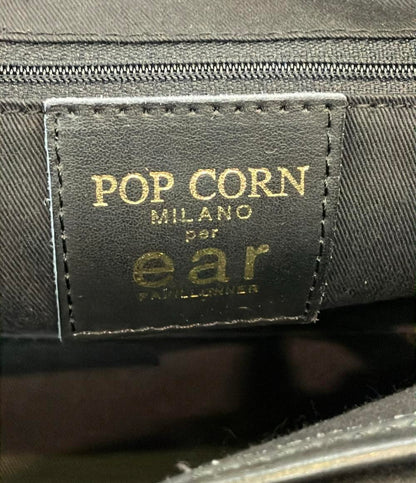 POP CORN
MILANO
per
ear
PAPILLONNER